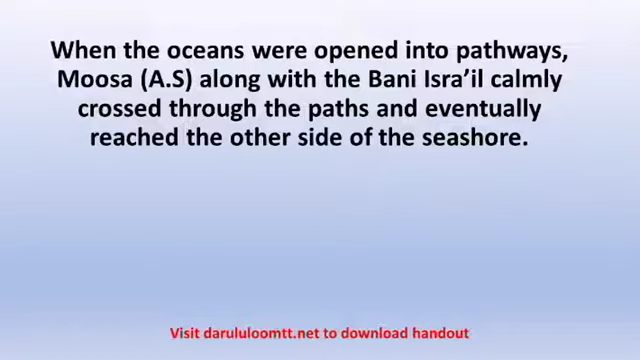 When the oceans were opened into pathways,
Moosa (A.S) along with the Bani Isra’il calmly
crossed through the paths and eventually
reached the other side of the seashore.
Visit darululoomtt.net to download handout